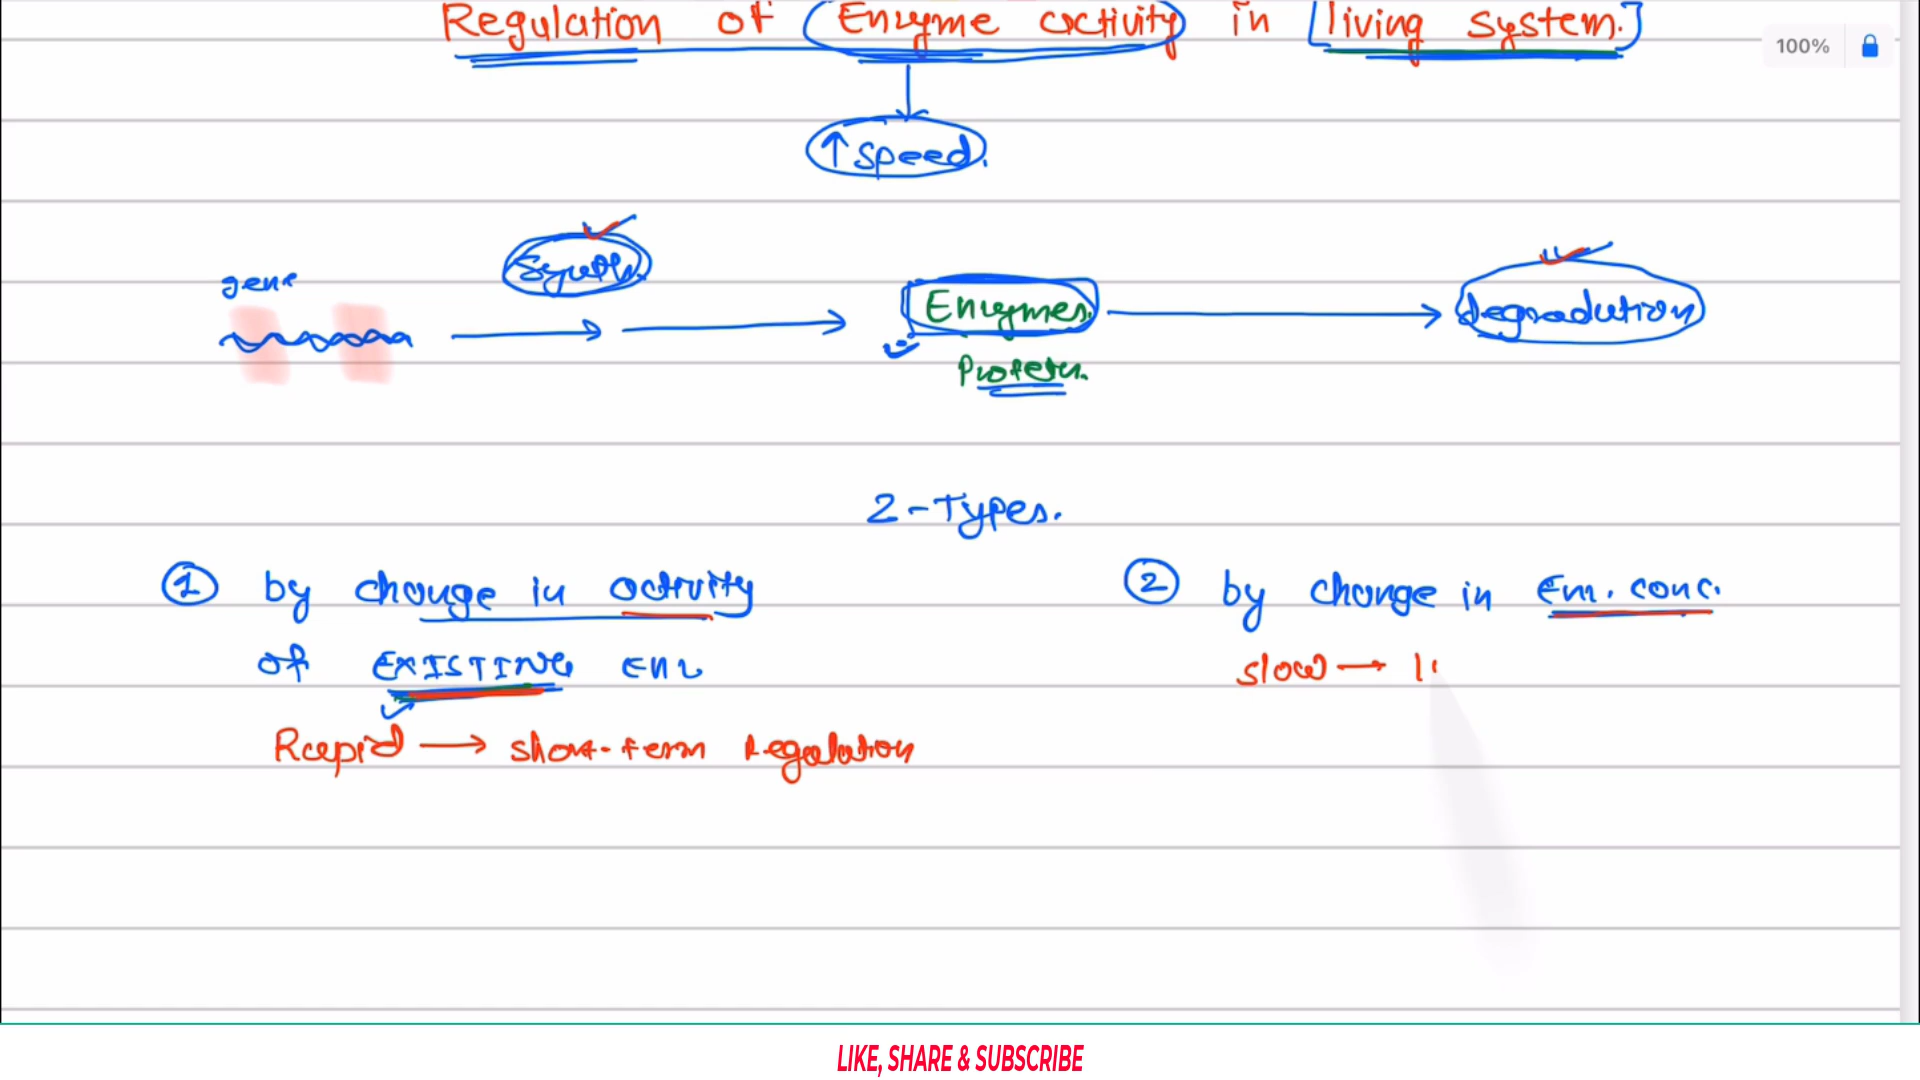 Regulation of Enzyme activity in [living system.]
100%
↑ speed.
gene
Synth.
Enzymes.
degradation
Protein.
2-Types.
① by change in activity
of EXISTING Enz
Rapid → short-term regulation
② by change in Enz. conc.
slow →
LIKE, SHARE & SUBSCRIBE